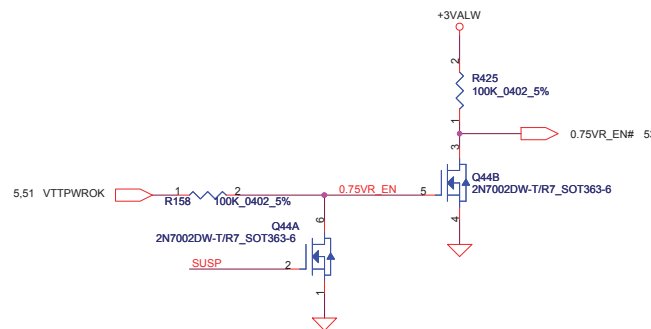 +3VALW
2
R425
100K_0402_5%
1
0.75VR_EN#
3
Q44B
2N7002DW-T/R7_SOT363-6
5,51 VTTPWROK
1
2
0.75VR_EN
5
R158
100K_0402_5%
4
6
Q44A
2N7002DW-T/R7_SOT363-6
SUSP
2
1